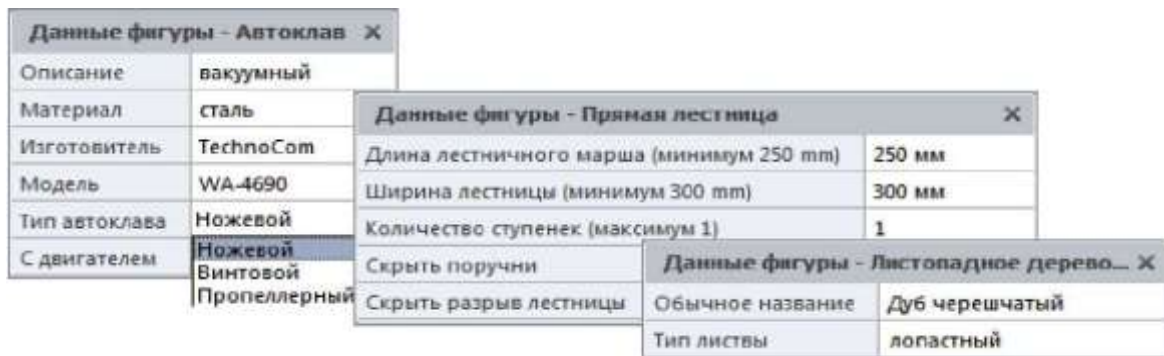 Данные фигуры - Автоклав
Описание вакуумный
Материал сталь
Изготовитель TechnoCom
Модель WA-4690
Тип автоклава Ножевой
С двигателем Ножевой
Винтовой
Пропеллерный
Данные фигуры - Прямая лестница
Длина лестничного марша (минимум 250 mm) 250 мм
Ширина лестницы (минимум 300 mm) 300 мм
Количество ступенек (максимум 1) 1
Скрыть поручни
Скрыть разрыв лестницы
Данные фигуры - Листопадное дерево...
Обычное название Дуб черешчатый
Тип листвы лопастный